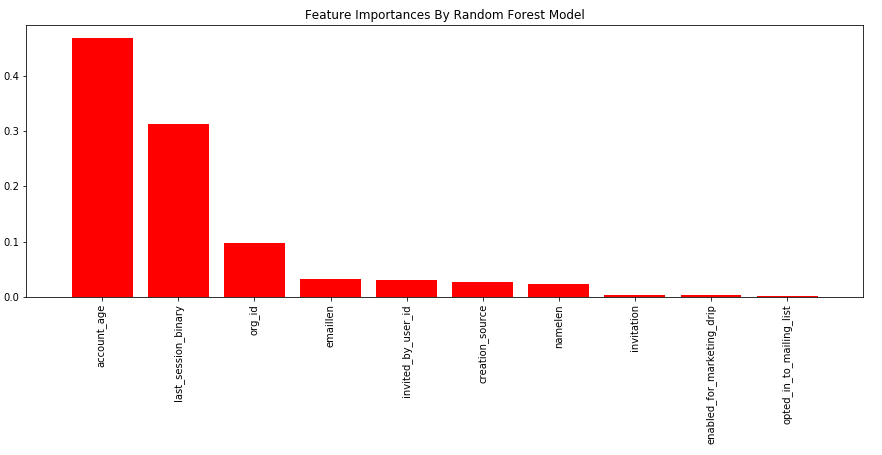 Feature Importances By Random Forest Model
0.4
0.3
0.2
0.1
0.0
account_age
last_session_binary
org_id
emaillen
invited_by_user_id
creation_source
namelen
invitation
enabled_for_marketing_drip
opted_in_to_mailing_list